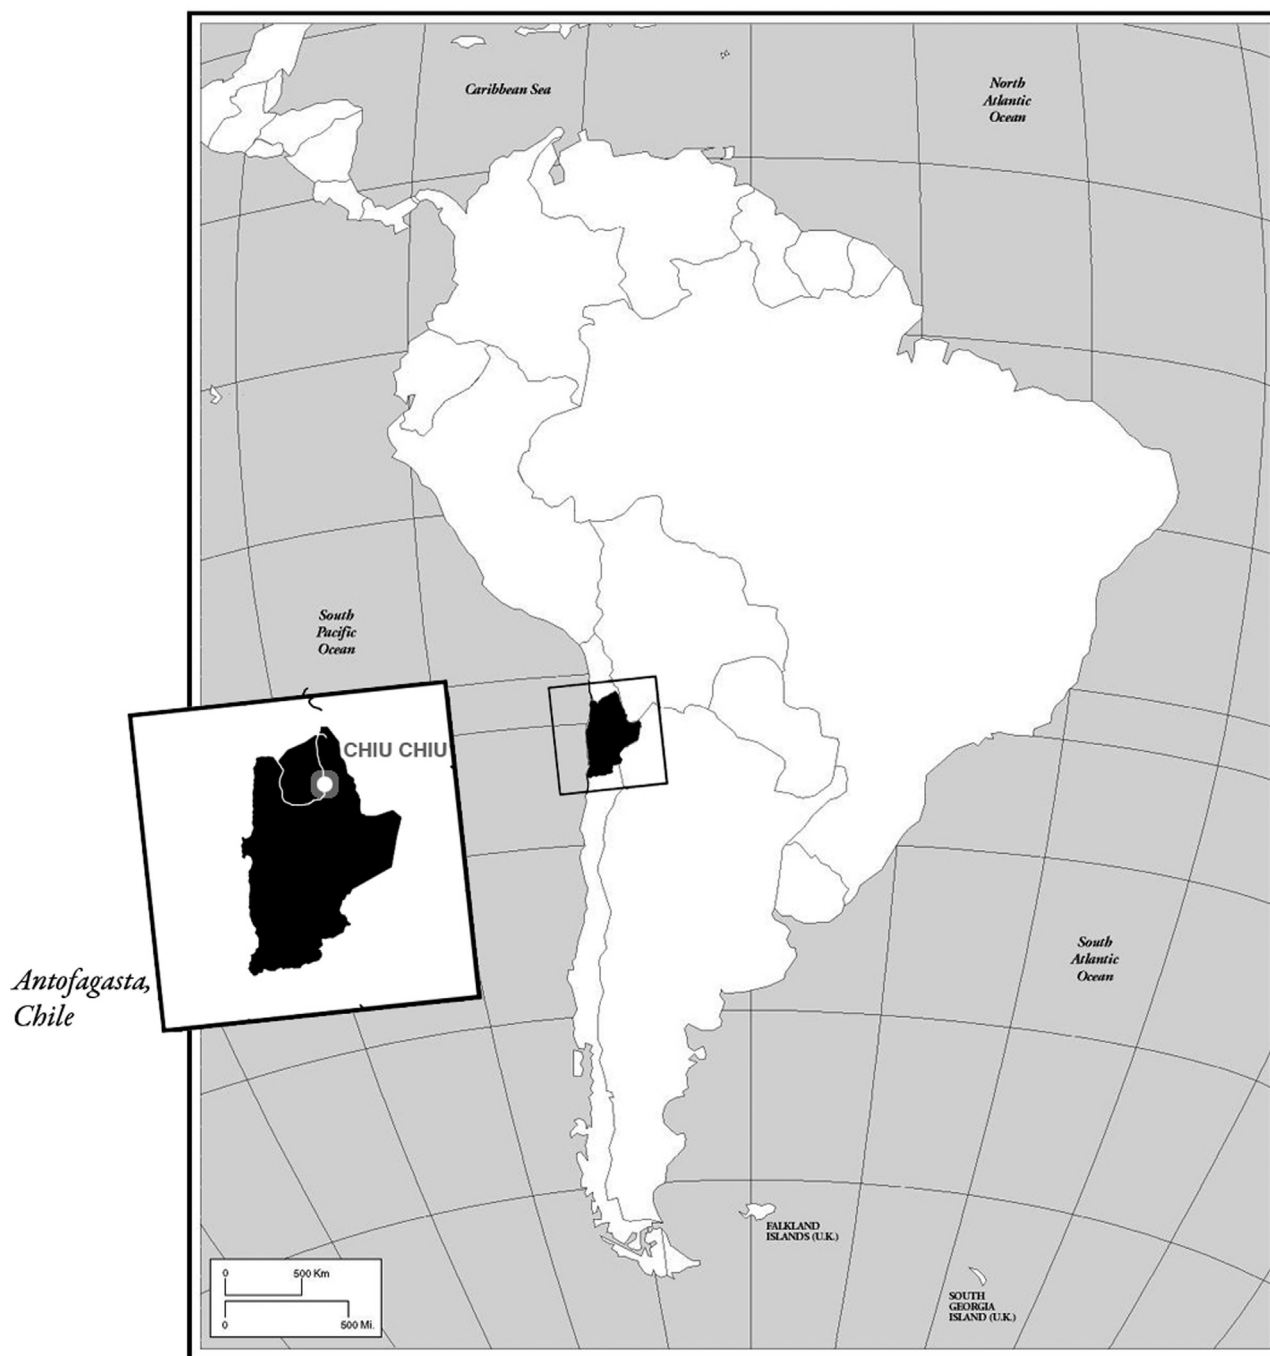 Caribbean Sea
North
Atlantic
Ocean
South
Pacific
Ocean
CHIU CHIU
Antofagasta,
Chile
South
Atlantic
Ocean
FALKLAND
ISLANDS (U.K.)
SOUTH
GEORGIA
ISLAND (U.K.)
0 500 Km
0 500 Mi.